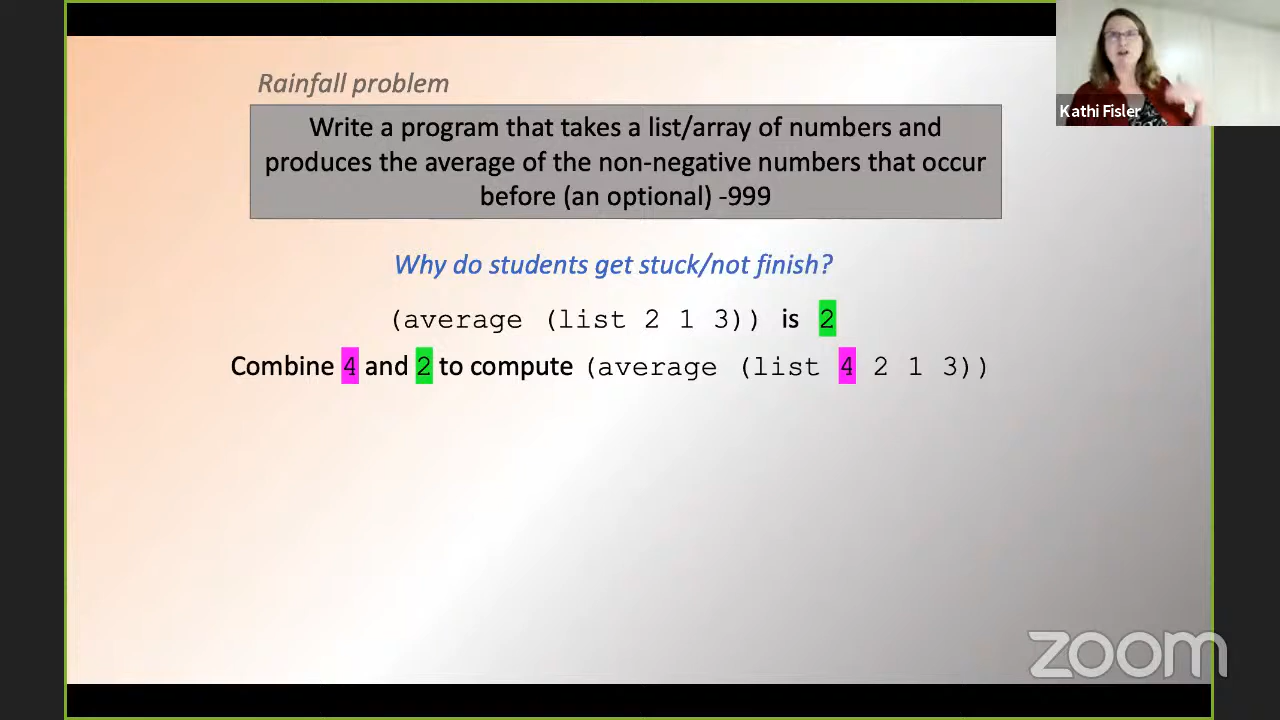 Rainfall problem
Write a program that takes a list/array of numbers and
produces the average of the non-negative numbers that occur
before (an optional) -999
Why do students get stuck/not finish?
(average (list 2 1 3)) is 2
Combine 4 and 2 to compute (average (list 4 2 1 3))
Kathi Fisler
zoom